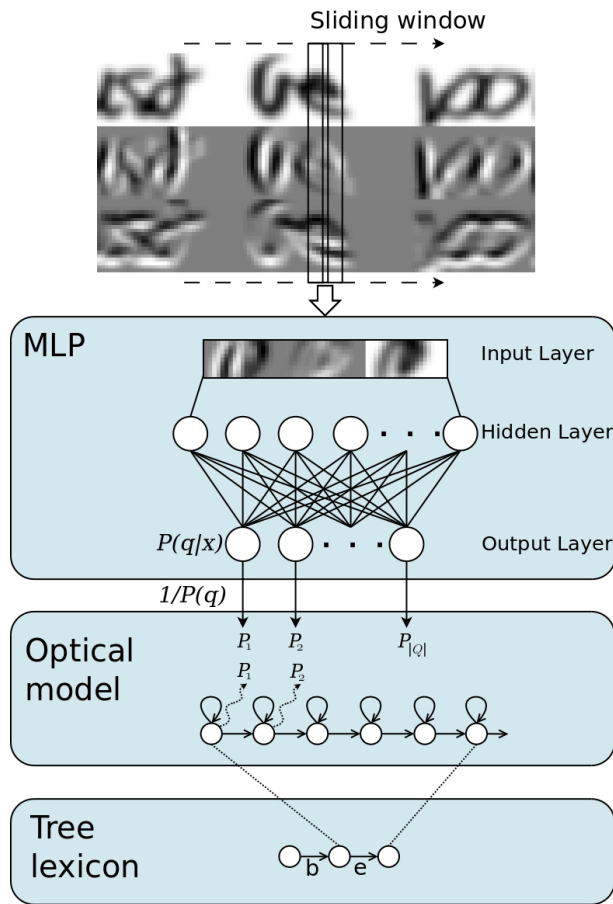 Sliding window
MLP
Input Layer
Hidden Layer
. . .
P(q|x)
. . .
Output Layer
1/P(q)
P₁ P₂ P|Q|
Optical model
P₁ P₂
Tree lexicon
b e